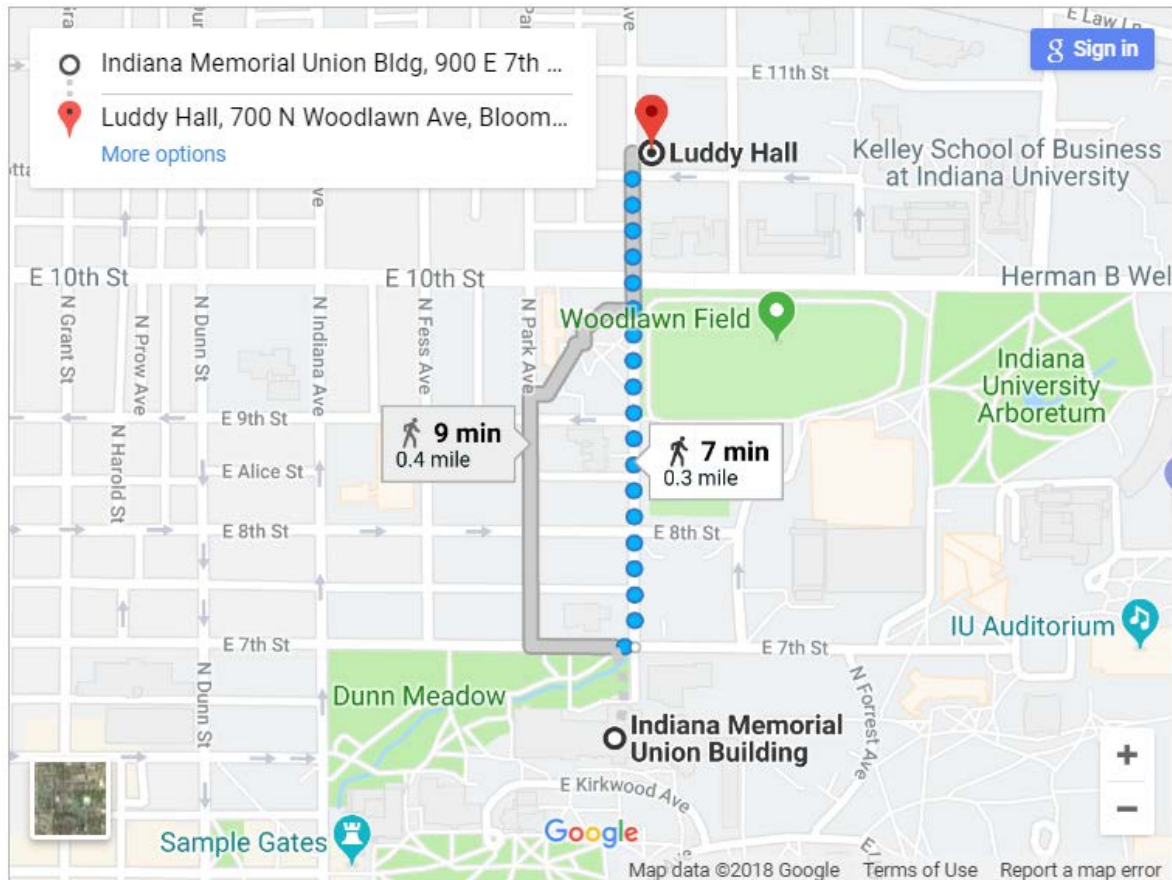 Indiana Memorial Union Bldg, 900 E 7th ...
Luddy Hall, 700 N Woodlawn Ave, Bloom...
More options
Sign in
E Law Ln
E 11th St
Luddy Hall
Kelley School of Business
at Indiana University
E 10th St
E 10th St
Herman B Wel
Woodlawn Field
Indiana
University
Arboretum
N Grant St
N Prow Ave
N Dunn St
N Indiana Ave
N Fess Ave
N Park Ave
E 9th St
9 min
0.4 mile
7 min
0.3 mile
N Harold St
E Alice St
E 8th St
E 8th St
IU Auditorium
E 7th St
E 7th St
N Dunn St
Dunn Meadow
N Forrest Ave
Indiana Memorial
Union Building
E Kirkwood Ave
+
−
Sample Gates
Google
Map data ©2018 Google
Terms of Use
Report a map error